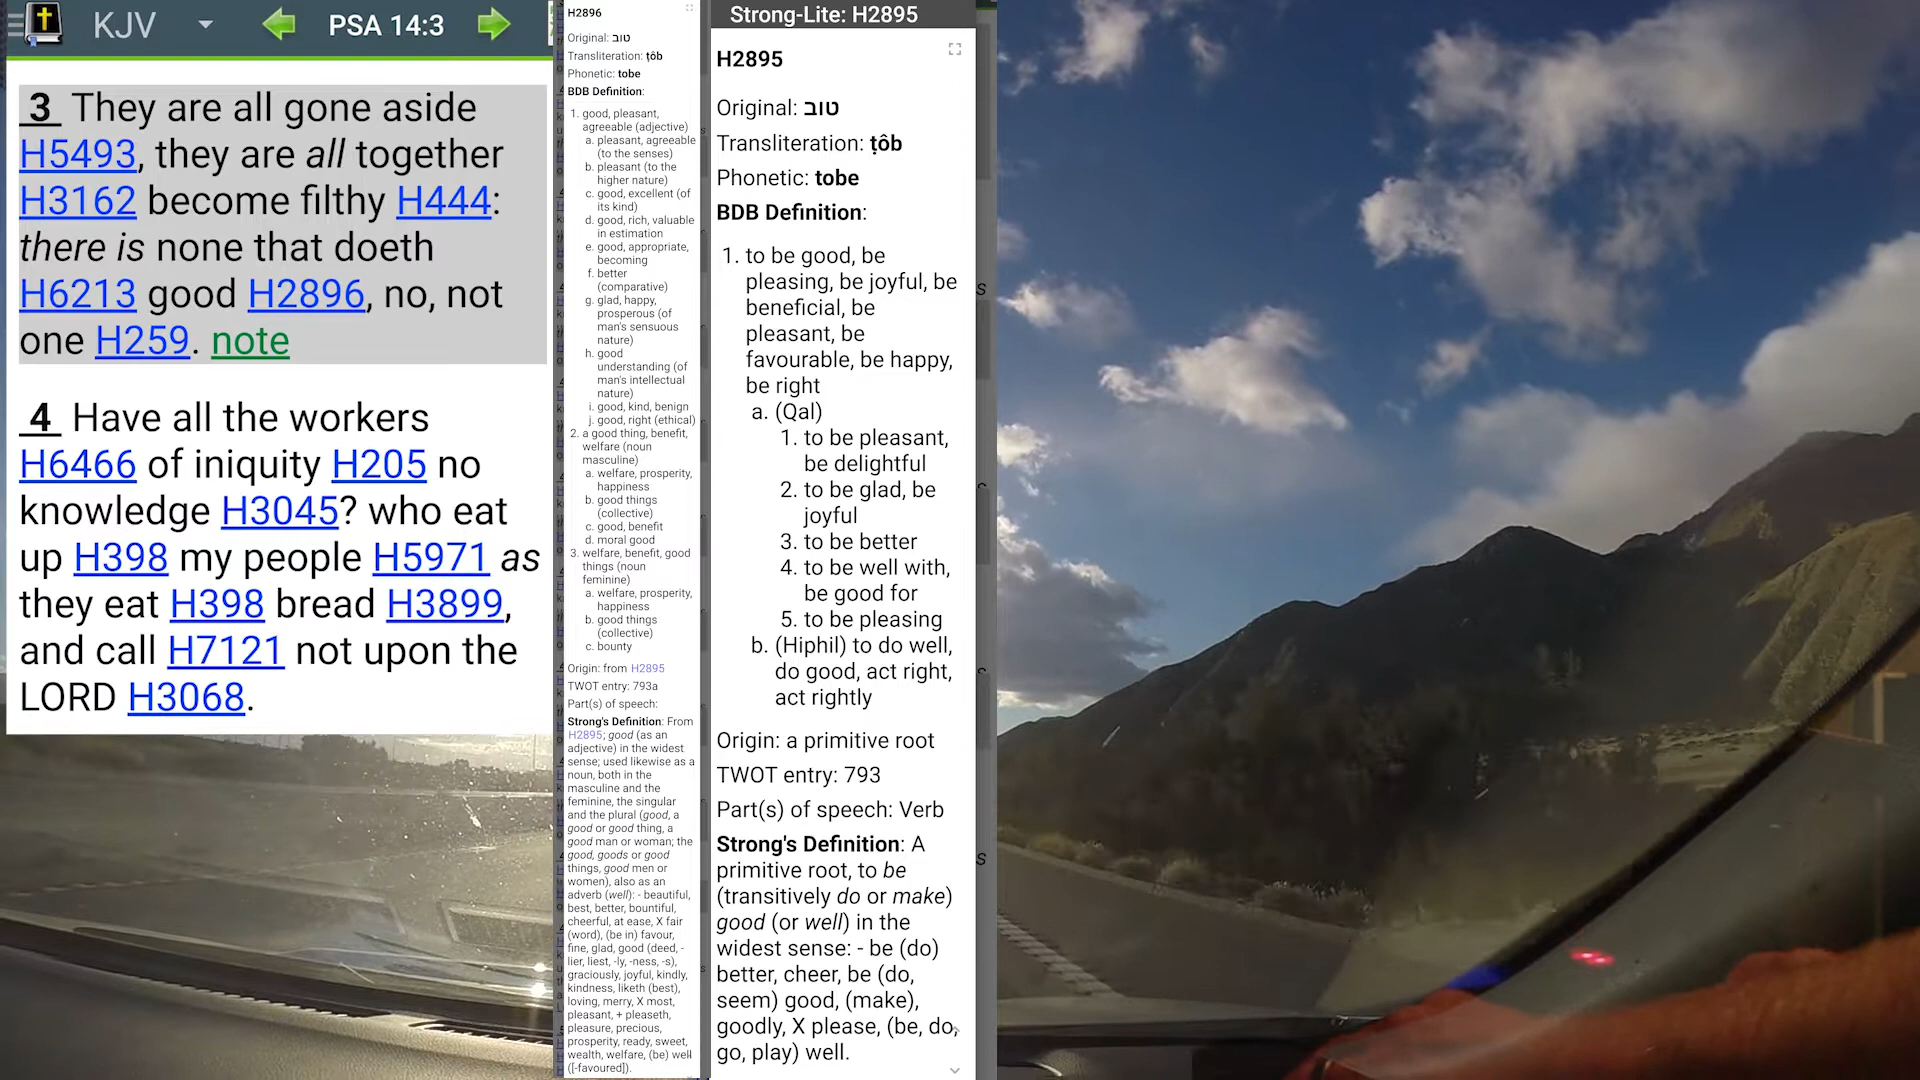 KJV
PSA 14:3
3 They are all gone aside
H5493, they are all together
H3162 become filthy H444:
there is none that doeth
H6213 good H2896, no, not
one H259. note
4 Have all the workers
H6466 of iniquity H205 no
knowledge H3045? who eat
up H398 my people H5971 as
they eat H398 bread H3899,
and call H7121 not upon the
LORD H3068.
H2896
Original: טוב
Transliteration: ṭôb
Phonetic: tobe
BDB Definition:
1. good, pleasant,
agreeable (adjective)
a. pleasant, agreeable
(to the senses)
b. pleasant (to the
higher nature)
c. good, excellent (of
its kind)
d. good, rich, valuable
in estimation
e. good, appropriate,
becoming
f. better
(comparative)
g. glad, happy,
prosperous (of
man's sensuous
nature)
h. good
understanding (of
man's intellectual
nature)
i. good, kind, benign
j. good, right (ethical)
2. a good thing, benefit,
welfare (noun
masculine)
a. welfare, prosperity,
happiness
b. good things
(collective)
c. good, benefit
d. moral good
3. welfare, benefit, good
things (noun
feminine)
a. welfare, prosperity,
happiness
b. good things
(collective)
c. bounty
Origin: from H2895
TWOT entry: 793a
Part(s) of speech:
Strong's Definition: From
H2895; good (as an
adjective) in the widest
sense; used likewise as a
noun, both in the
masculine and the
feminine, the singular
and the plural (good, a
good or good thing, a
good man or woman; the
good, goods or good
things, good men or
women), also as an
adverb (well): - beautiful,
best, better, bountiful,
cheerful, at ease, X fair
(word), (be in) favour,
fine, glad, good (deed, -
lier, liest, -ly, -ness, -s),
graciously, joyful, kindly,
kindness, liketh (best),
loving, merry, X most,
pleasant, + pleaseth,
pleasure, precious,
prosperity, ready, sweet,
wealth, welfare, (be) well
([-favoured]).
Strong-Lite: H2895
H2895
Original: טוב
Transliteration: ṭôb
Phonetic: tobe
BDB Definition:
1. to be good, be
pleasing, be joyful, be
beneficial, be
pleasant, be
favourable, be happy,
be right
a. (Qal)
1. to be pleasant,
be delightful
2. to be glad, be
joyful
3. to be better
4. to be well with,
be good for
5. to be pleasing
b. (Hiphil) to do well,
do good, act right,
act rightly
Origin: a primitive root
TWOT entry: 793
Part(s) of speech: Verb
Strong's Definition: A
primitive root, to be
(transitively do or make)
good (or well) in the
widest sense: - be (do)
better, cheer, be (do,
seem) good, (make),
goodly, X please, (be, do,
go, play) well.